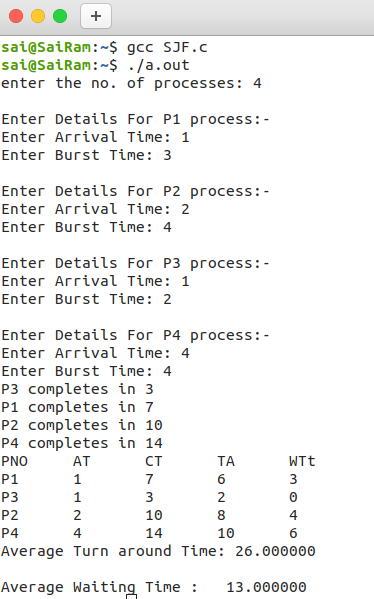 sai@SaiRam:~$ gcc SJF.c
sai@SaiRam:~$ ./a.out
enter the no. of processes: 4
Enter Details For P1 process:-
Enter Arrival Time: 1
Enter Burst Time: 3
Enter Details For P2 process:-
Enter Arrival Time: 2
Enter Burst Time: 4
Enter Details For P3 process:-
Enter Arrival Time: 1
Enter Burst Time: 2
Enter Details For P4 process:-
Enter Arrival Time: 4
Enter Burst Time: 4
P3 completes in 3
P1 completes in 7
P2 completes in 10
P4 completes in 14
PNO AT CT TA WTt
P1 1 7 6 3
P3 1 3 2 0
P2 2 10 8 4
P4 4 14 10 6
Average Turn around Time: 26.000000
Average Waiting Time : 13.000000